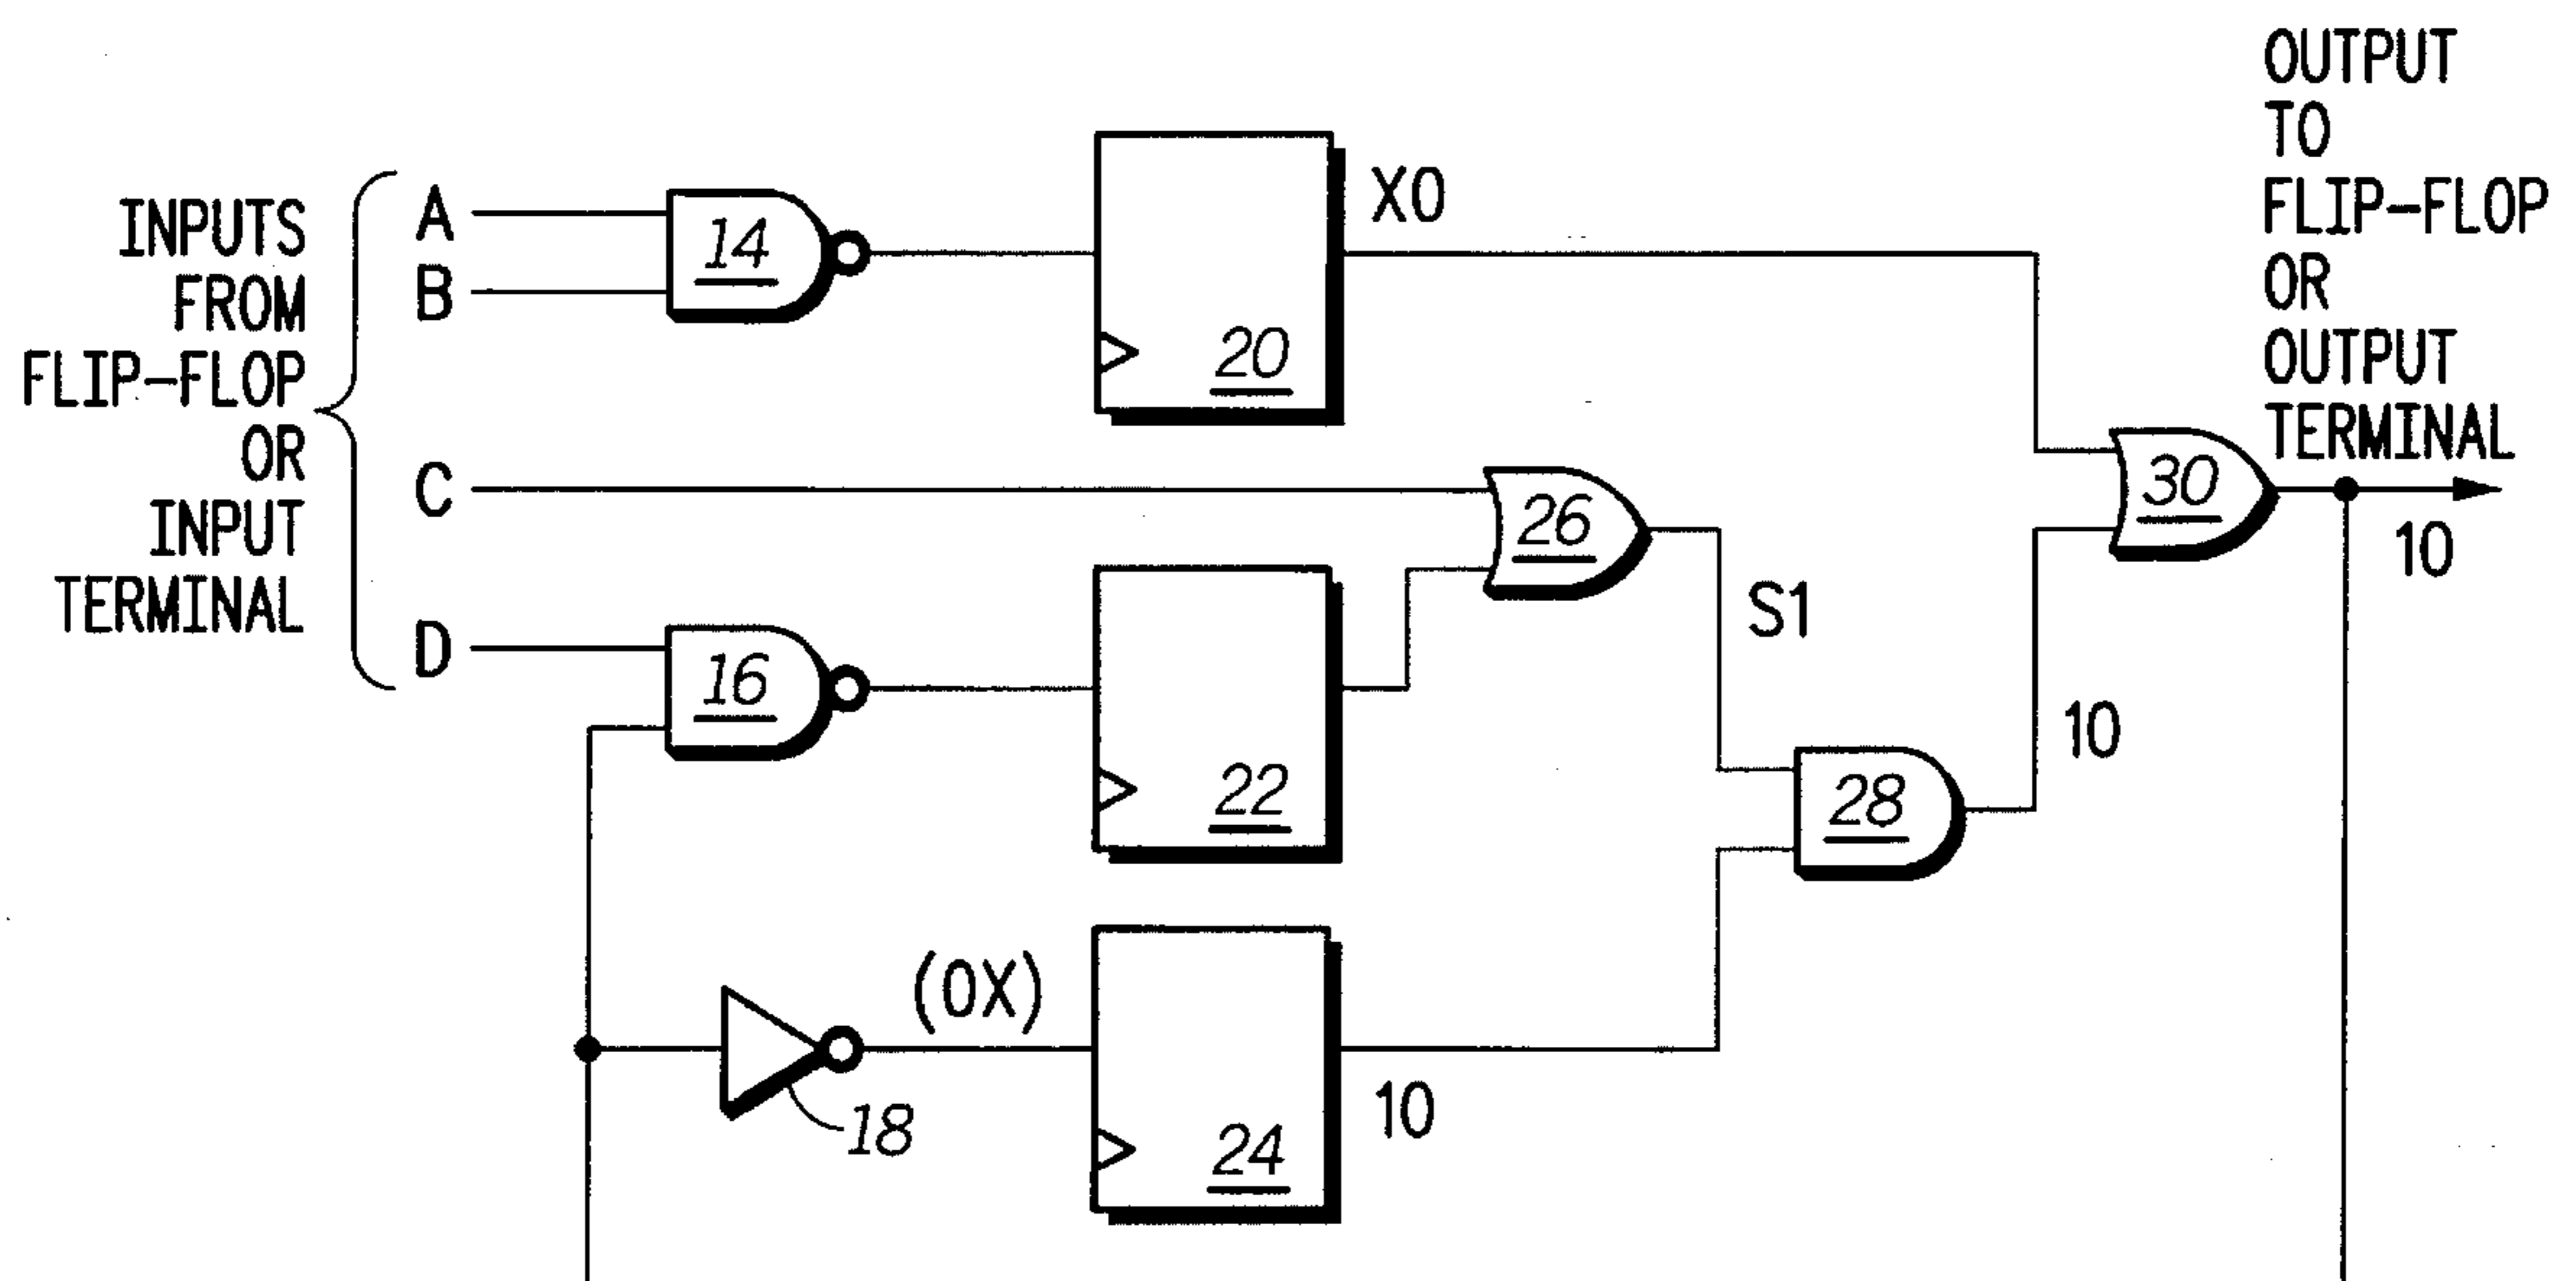 INPUTS
FROM
FLIP-FLOP
OR
INPUT
TERMINAL
A
B
C
D
14
16
18
(0X)
20
X0
22
24
10
26
S1
28
10
30
10
OUTPUT
TO
FLIP-FLOP
OR
OUTPUT
TERMINAL